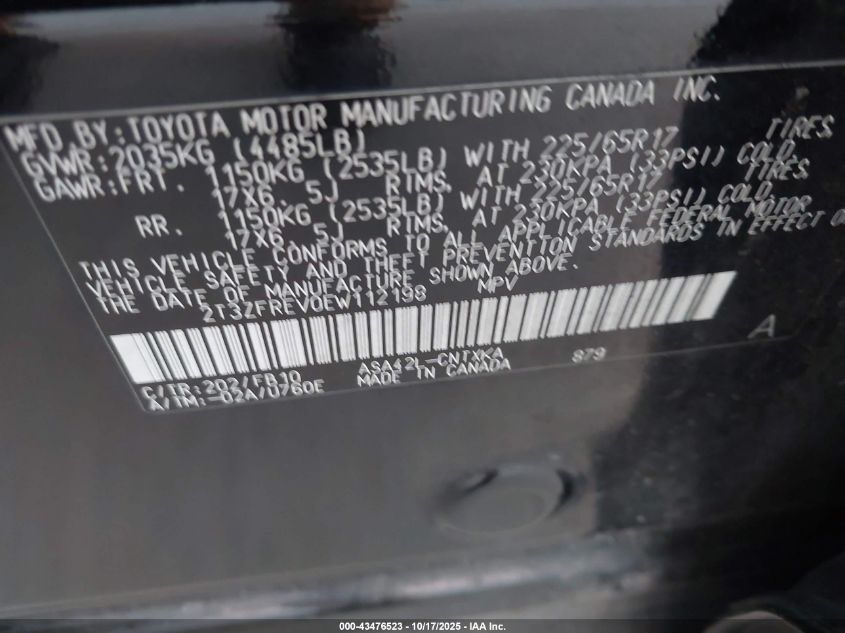 MFD.BY:TOYOTA MOTOR MANUFACTURING CANADA INC.
GVWR:2035KG (4485LB)
GAWR:FRT. 1150KG (2535LB) WITH 225/65R17 TIRES
17X6.5J RIMS, AT 230KPA (33PSI) COLD.
RR. 1150KG (2535LB) WITH 225/65R17 TIRES
17X6.5J RIMS, AT 230KPA (33PSI) COLD.
THIS VEHICLE CONFORMS TO ALL APPLICABLE FEDERAL MOTOR
VEHICLE SAFETY AND THEFT PREVENTION STANDARDS IN EFFECT O
THE DATE OF MANUFACTURE SHOWN ABOVE.
2T3ZFREV0EW112198 MPV
C/TR:202/FB10 ASA42L-CNTXKA 879 A
A/TM:-02A/U760E MADE IN CANADA
000-43476523 - 10/17/2025 - IAA Inc.